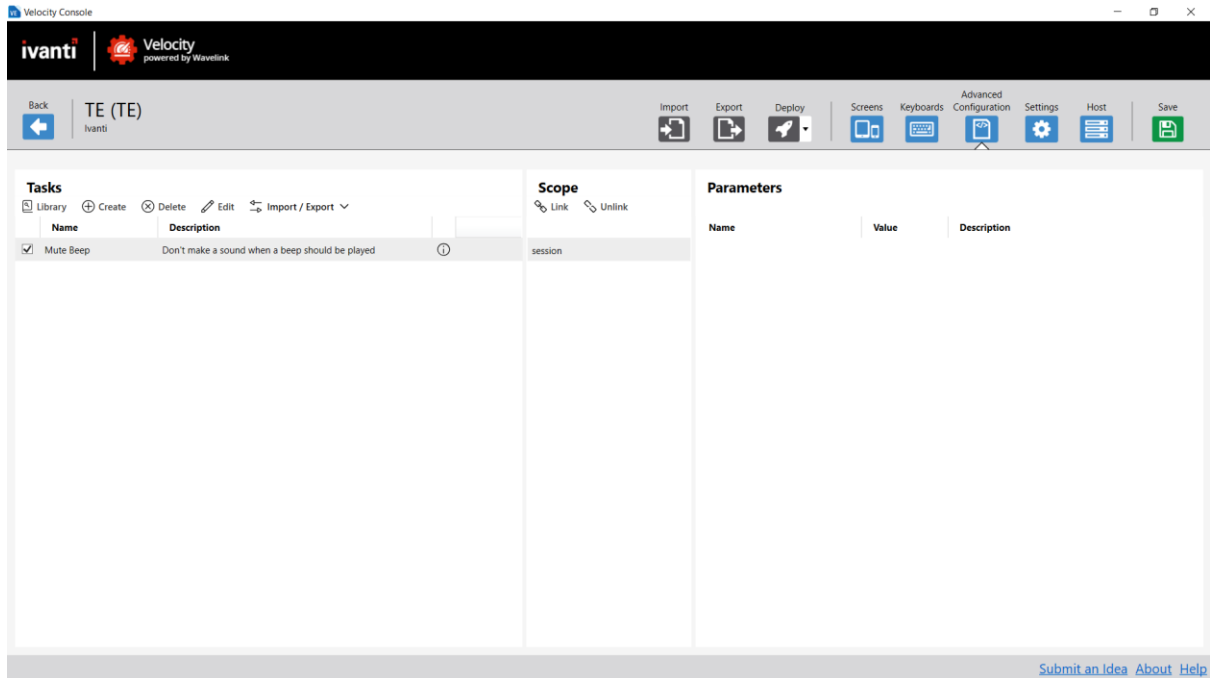 Velocity Console
ivanti
Velocity
powered by Wavelink
Back
TE (TE)
Ivanti
Import
Export
Deploy
Screens
Keyboards
Advanced
Configuration
Settings
Host
Save
Tasks
Library Create Delete Edit Import / Export
Name Description
Mute Beep Don't make a sound when a beep should be played
Scope
Link Unlink
session
Parameters
Name Value Description
Submit an Idea About Help